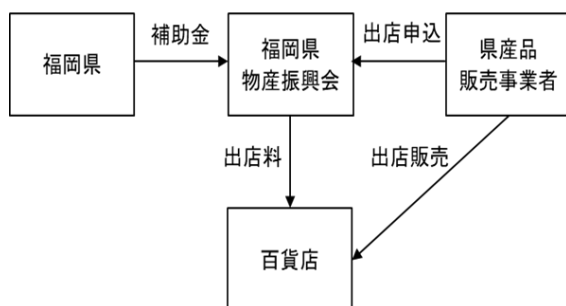 福岡県
補助金
福岡県
物産振興会
出店申込
県産品
販売事業者
出店料
出店販売
百貨店